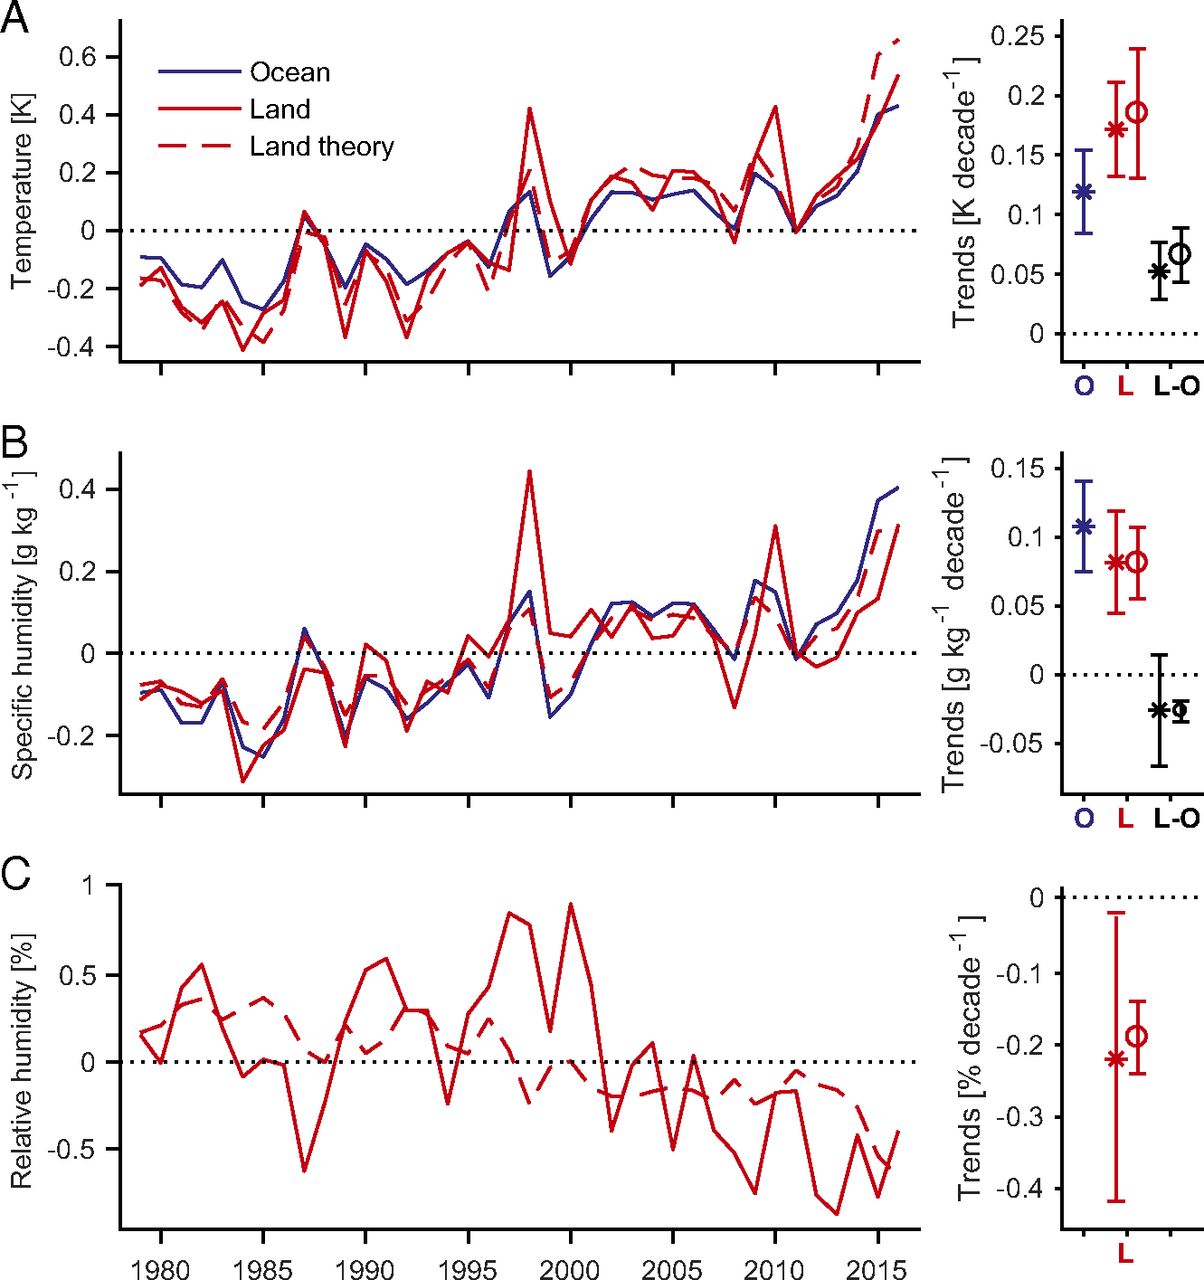 A
Temperature [K]
0.6
0.4
0.2
0
-0.2
-0.4
Ocean
Land
Land theory
Trends [K decade⁻¹]
0.25
0.2
0.15
0.1
0.05
0
O L L-O
B
Specific humidity [g kg⁻¹]
0.4
0.2
0
-0.2
Trends [g kg⁻¹ decade⁻¹]
0.15
0.1
0.05
0
-0.05
O L L-O
C
Relative humidity [%]
1
0.5
0
-0.5
1980 1985 1990 1995 2000 2005 2010 2015
Trends [% decade⁻¹]
0
-0.1
-0.2
-0.3
-0.4
L